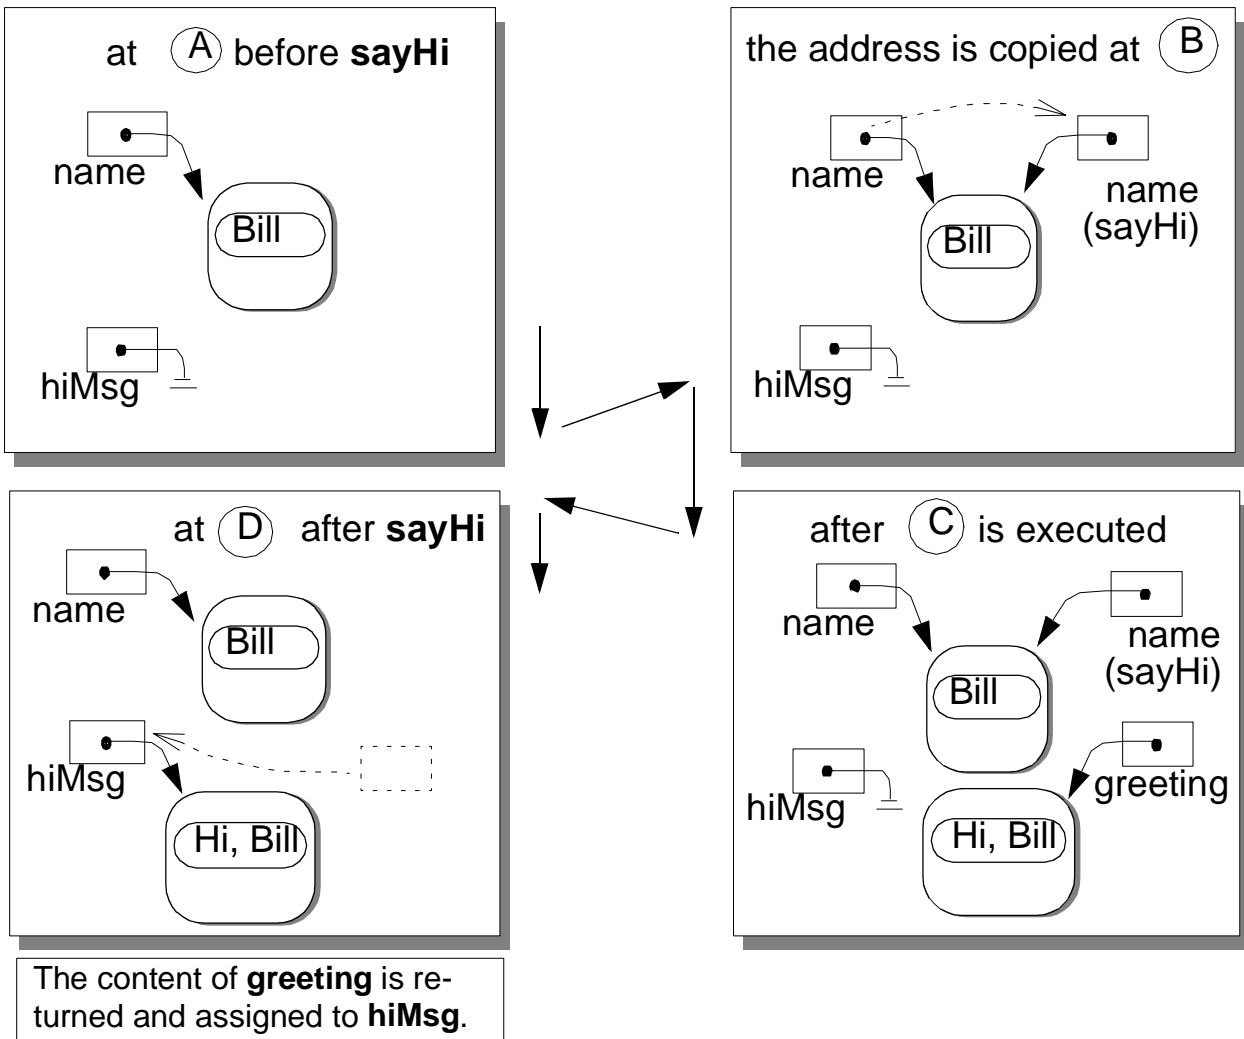 at A before sayHi
name
Bill
hiMsg
the address is copied at B
name
name
(sayHi)
Bill
hiMsg
at D after sayHi
name
Bill
hiMsg
Hi, Bill
after C is executed
name
name
(sayHi)
Bill
hiMsg
greeting
Hi, Bill
The content of greeting is re-
turned and assigned to hiMsg.